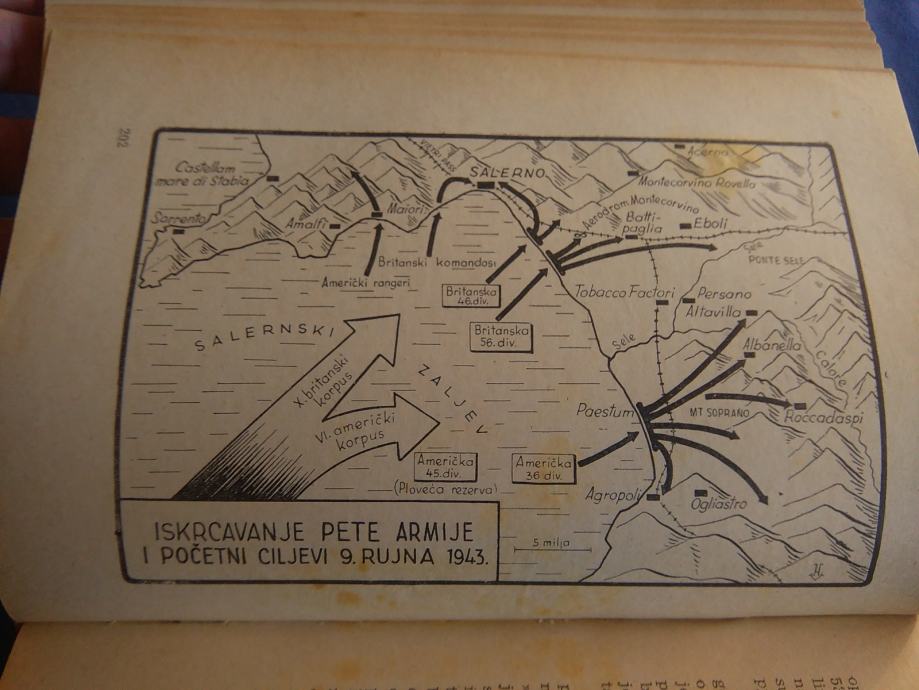 202
Castellam
mare di Stabia
Sorrento
Amalfi
Maiori
VIETRI PASS
SALERNO
Acerno
Montecorvino Rovella
Aerodrom Montecorvino
Batti-
paglia
Eboli
Sele
PONTE SELE
Američki rangeri
Britanski komandosi
Britanska
46.div.
Britanska
56.div.
Tobacco Factori
Persano
Altavilla
Sele
Albanella
Calore
SALERNSKI
ZALJEV
X. britanski
korpus
VI. američki
korpus
Paestum
MT SOPRANO
Roccadaspi
Američka
45.div.
(Ploveća rezerva)
Američka
36 div.
Agropoli
Ogliastro
5 milja
ISKRCAVANJE PETE ARMIJE
I POČETNI CILJEVI 9. RUJNA 1943.